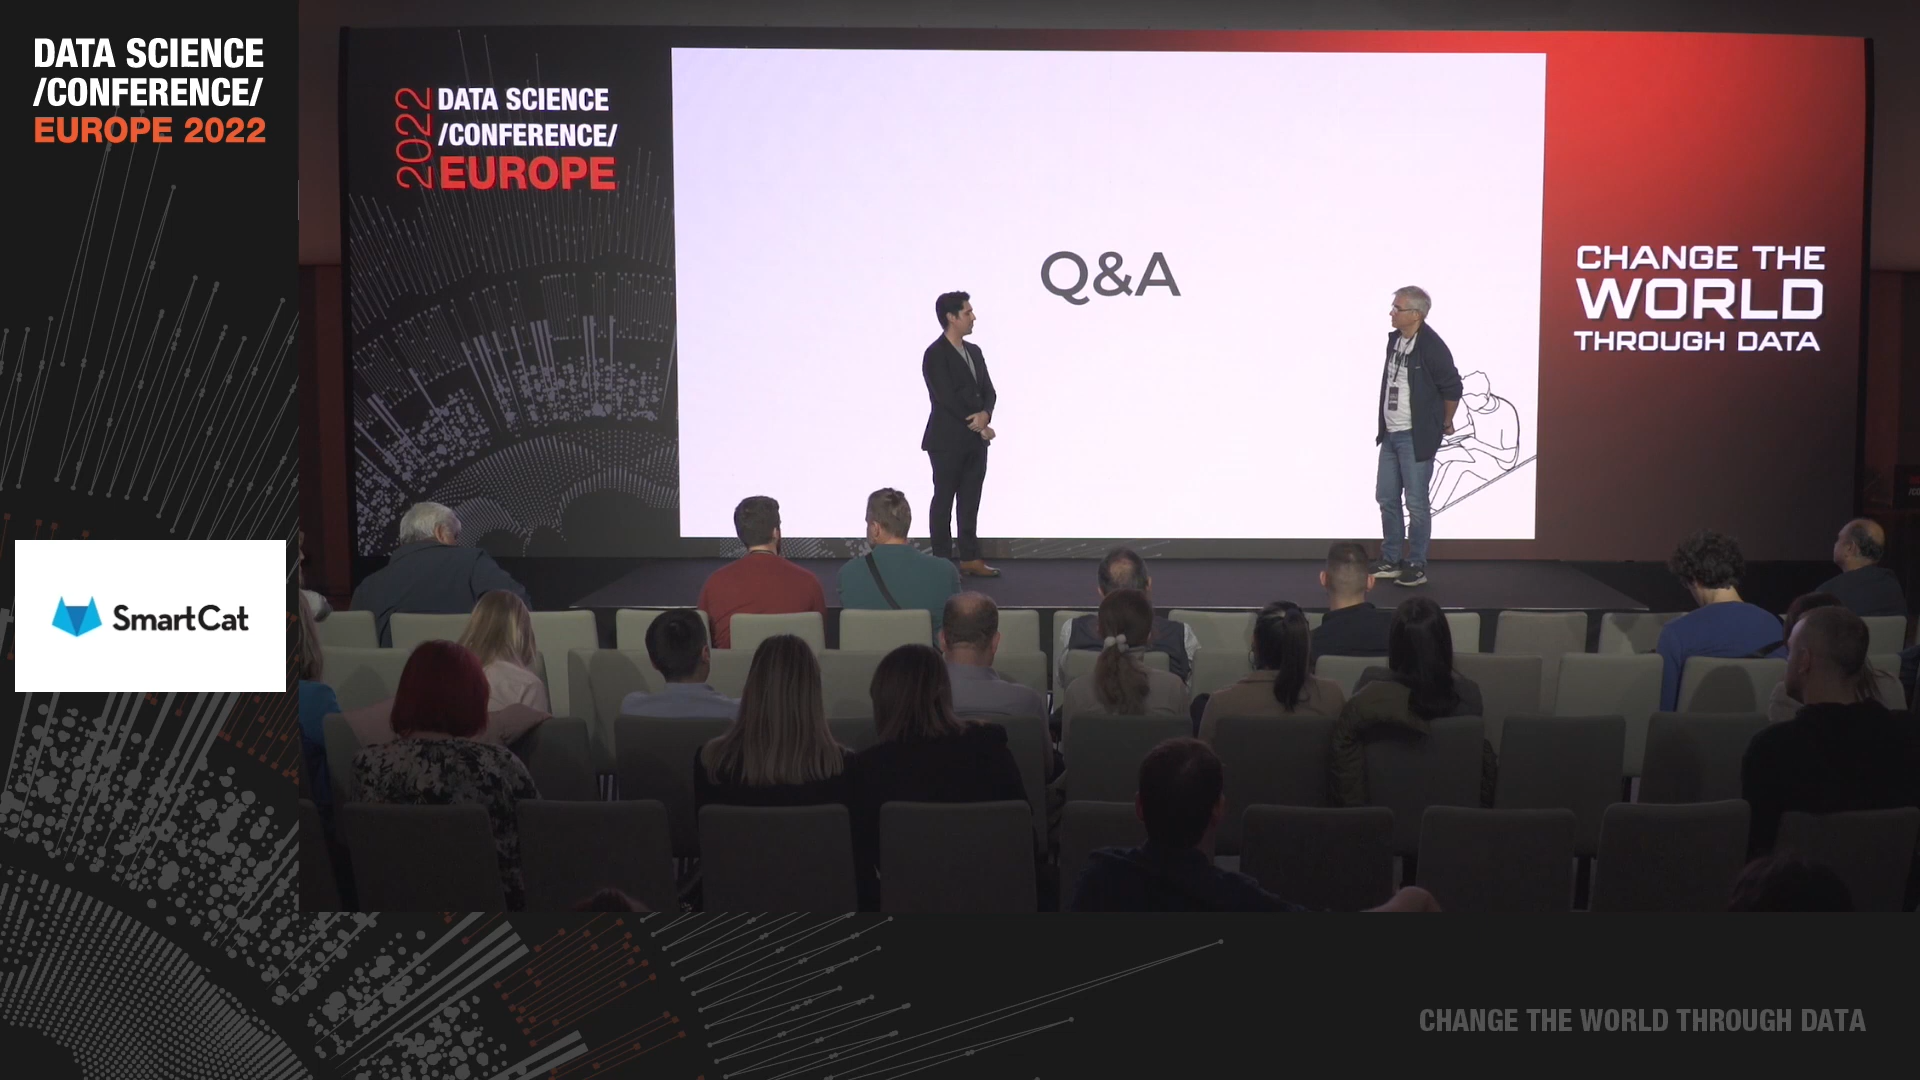 DATA SCIENCE
/CONFERENCE/
EUROPE 2022
2022
DATA SCIENCE
/CONFERENCE/
EUROPE
Q&A
CHANGE THE
WORLD
THROUGH DATA
SmartCat
CHANGE THE WORLD THROUGH DATA